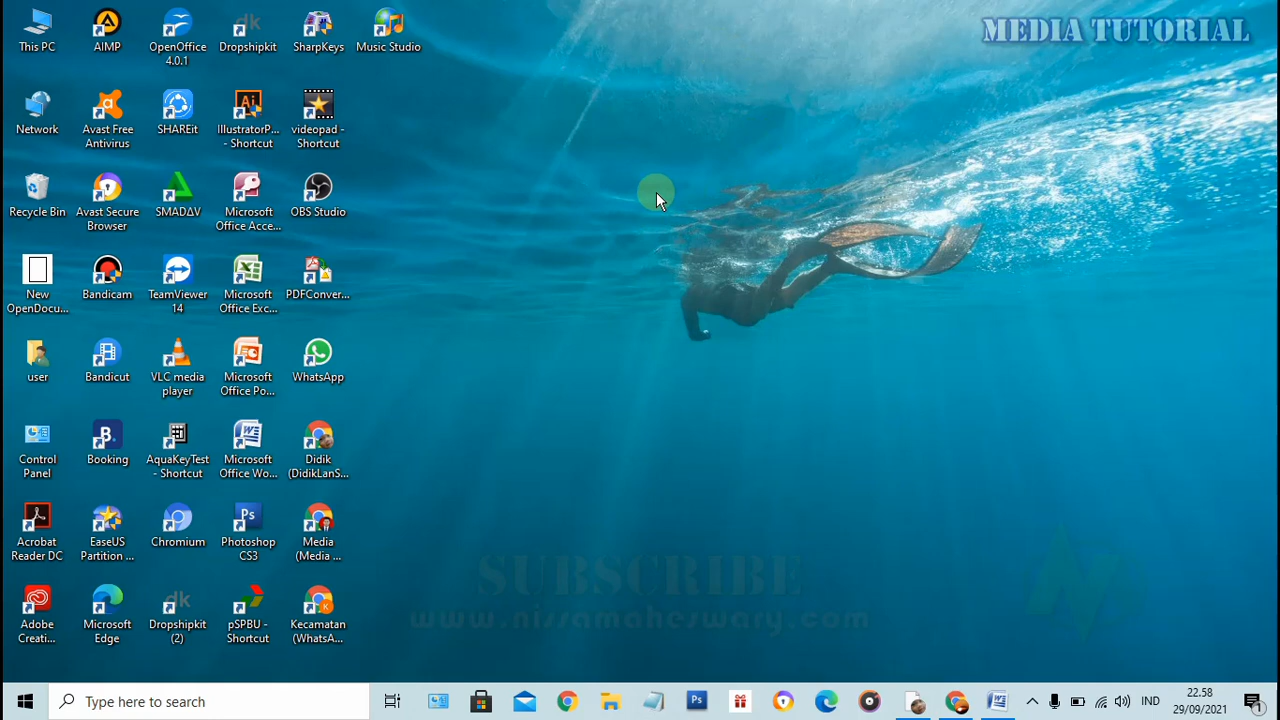 MEDIA TUTORIAL
This PC
AIMP
OpenOffice
4.0.1
Dropshipkit
SharpKeys
Music Studio
Network
Avast Free
Antivirus
SHAREit
IllustratorP...
- Shortcut
videopad -
Shortcut
Recycle Bin
Avast Secure
Browser
SMADΔV
Microsoft
Office Acce...
OBS Studio
New
OpenDocu...
Bandicam
TeamViewer
14
Microsoft
Office Exc...
PDFConver...
user
Bandicut
VLC media
player
Microsoft
Office Po...
WhatsApp
Control
Panel
Booking
AquaKeyTest
- Shortcut
Microsoft
Office Wo...
Didik
(DidikLanS...
Acrobat
Reader DC
EaseUS
Partition ...
Chromium
Photoshop
CS3
Media
(Media ...
Adobe
Creati...
Microsoft
Edge
Dropshipkit
(2)
pSPBU -
Shortcut
Kecamatan
(WhatsA...
SUBSCRIBE
www.nissamaheswary.com
Type here to search
IND
22.58
29/09/2021